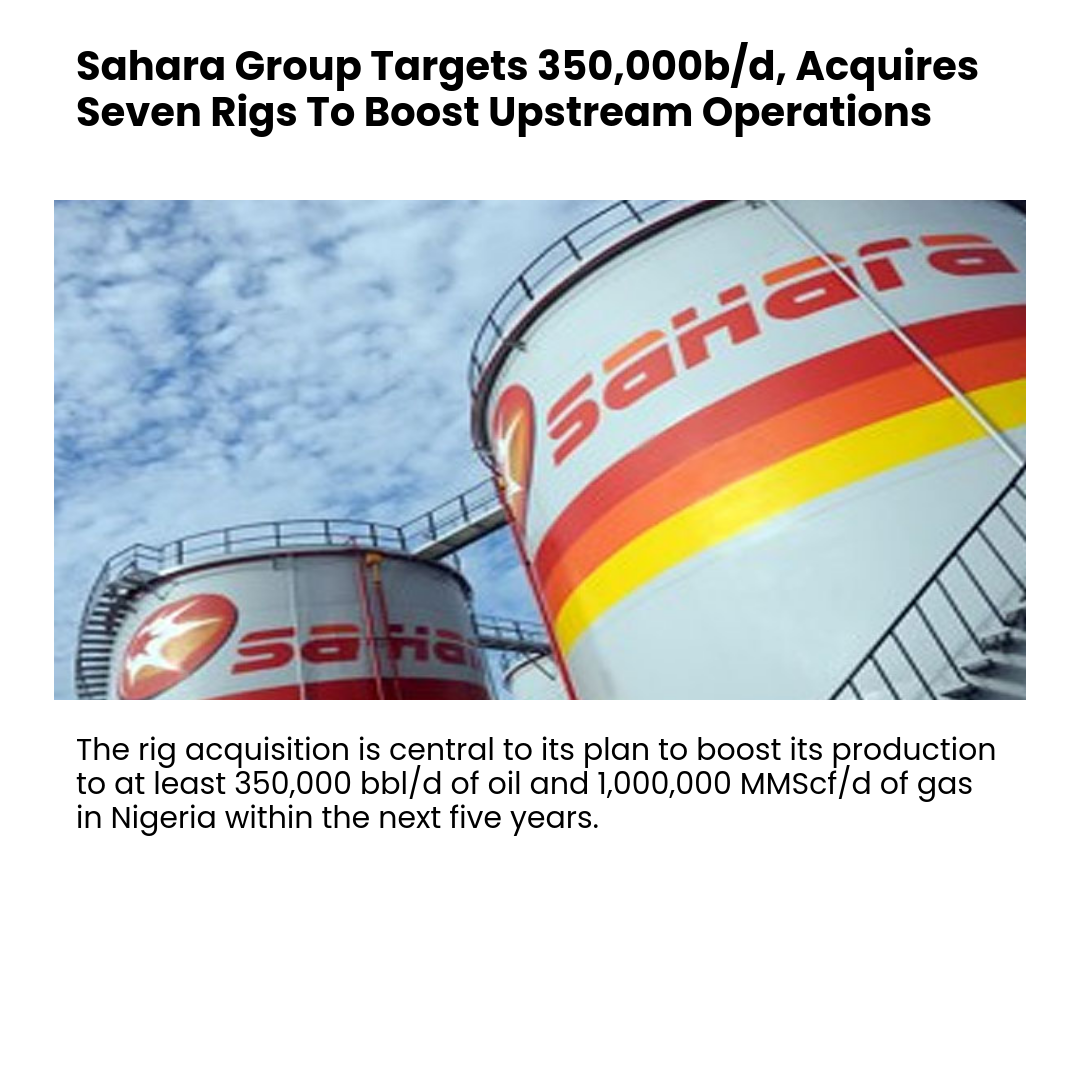 Sahara Group Targets 350,000b/d, Acquires
Seven Rigs To Boost Upstream Operations
saHara
saHa
The rig acquisition is central to its plan to boost its production
to at least 350,000 bbl/d of oil and 1,000,000 MMScf/d of gas
in Nigeria within the next five years.